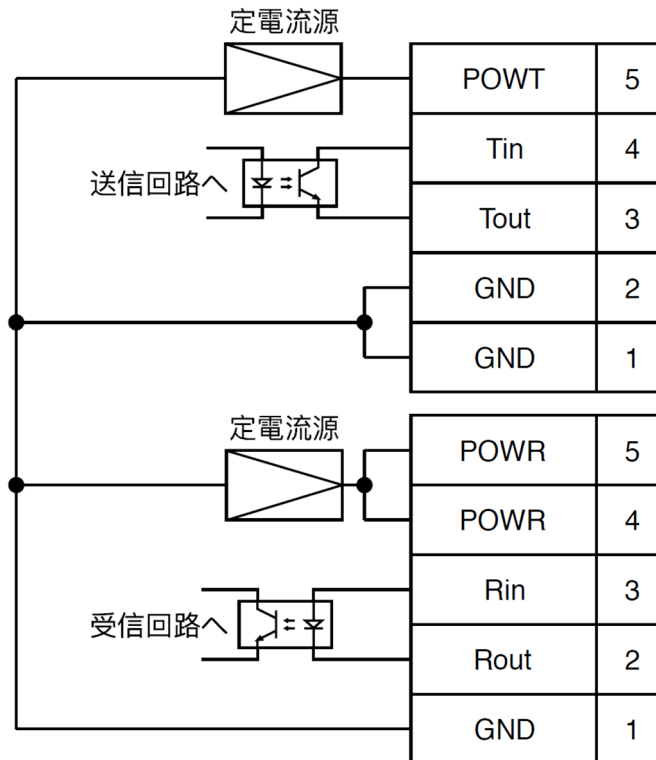 定電流源
POWT 5
Tin 4
送信回路へ
Tout 3
GND 2
GND 1
定電流源
POWR 5
POWR 4
Rin 3
受信回路へ
Rout 2
GND 1